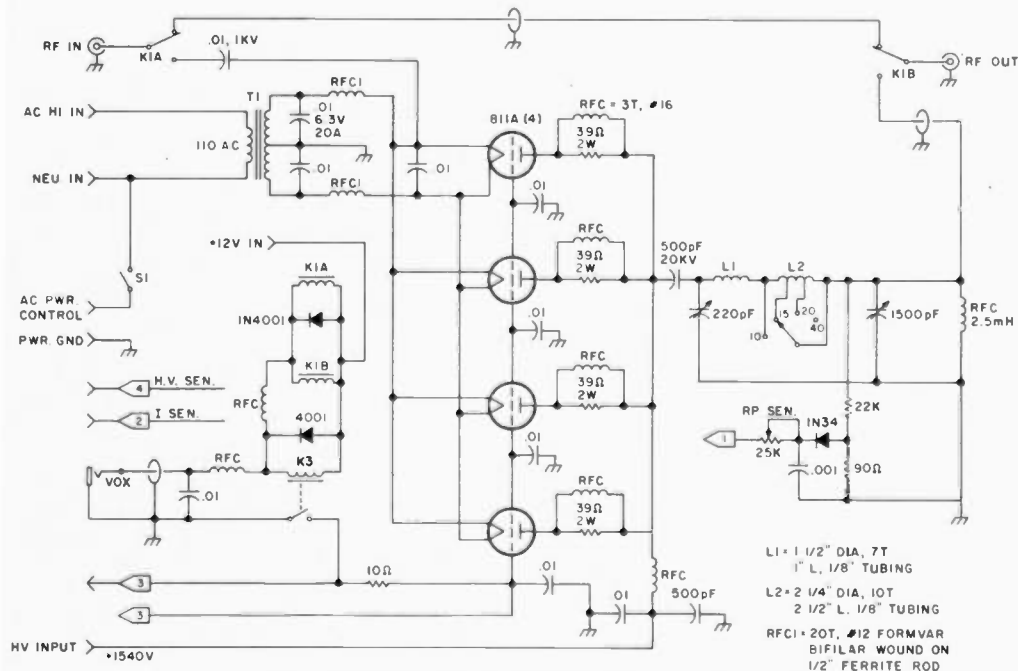 RF IN
K1A
.01, 1KV
K1B
RF OUT
AC HI IN
T1
RFC1
.01
6.3V
20A
811A (4)
RFC = 3T, #16
39Ω
2W
110 AC
.01
.01
NEU IN
RFC1
.01
+12V IN
RFC
39Ω
2W
500pF
20KV
L1
L2
K1A
S1
1N4001
.01
220pF
10
15
20
40
1500pF
RFC
2.5mH
AC PWR.
CONTROL
PWR. GND
K1B
4 H.V. SEN.
RFC
RFC
39Ω
2W
22K
2 I SEN.
4001
RP SEN.
1N34
1
25K
K3
.01
.001
90Ω
VOX
RFC
.01
RFC
39Ω
2W
L1 = 1 1/2" DIA, 7T
1" L, 1/8" TUBING
3
10Ω
.01
RFC
L2 = 2 1/4" DIA, 10T
2 1/2" L, 1/8" TUBING
3
.01
500pF
HV INPUT
+1540V
RFC1 = 20T, #12 FORMVAR
BIFILAR WOUND ON
1/2" FERRITE ROD